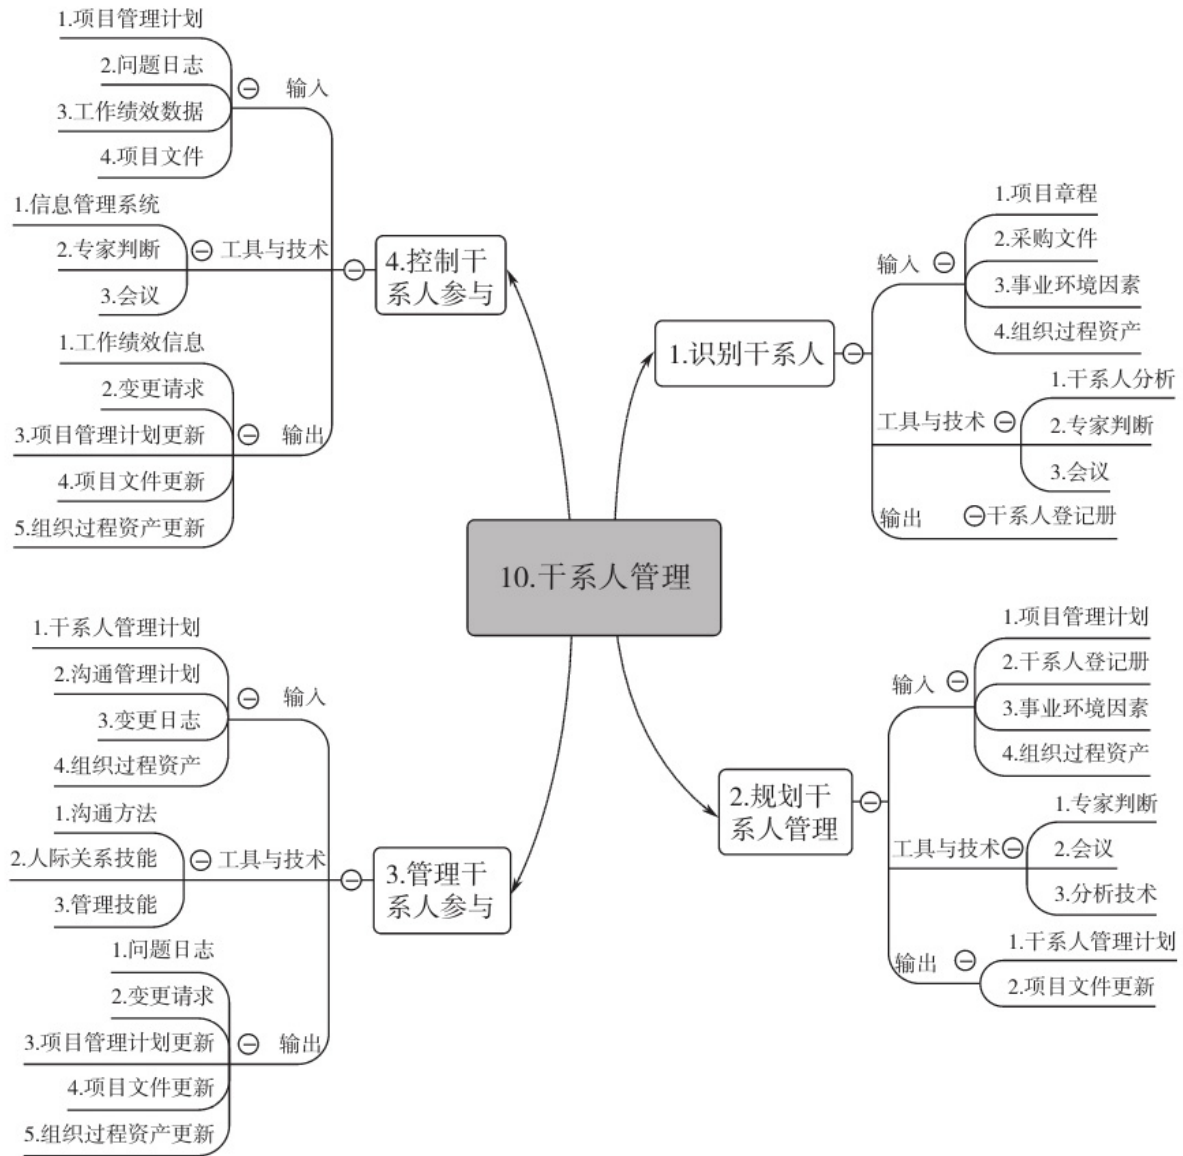 10.干系人管理
1.识别干系人
输入
1.项目章程
2.采购文件
3.事业环境因素
4.组织过程资产
工具与技术
1.干系人分析
2.专家判断
3.会议
输出
干系人登记册
2.规划干
系人管理
输入
1.项目管理计划
2.干系人登记册
3.事业环境因素
4.组织过程资产
工具与技术
1.专家判断
2.会议
3.分析技术
输出
1.干系人管理计划
2.项目文件更新
3.管理干
系人参与
输入
1.干系人管理计划
2.沟通管理计划
3.变更日志
4.组织过程资产
工具与技术
1.沟通方法
2.人际关系技能
3.管理技能
输出
1.问题日志
2.变更请求
3.项目管理计划更新
4.项目文件更新
5.组织过程资产更新
4.控制干
系人参与
输入
1.项目管理计划
2.问题日志
3.工作绩效数据
4.项目文件
工具与技术
1.信息管理系统
2.专家判断
3.会议
输出
1.工作绩效信息
2.变更请求
3.项目管理计划更新
4.项目文件更新
5.组织过程资产更新